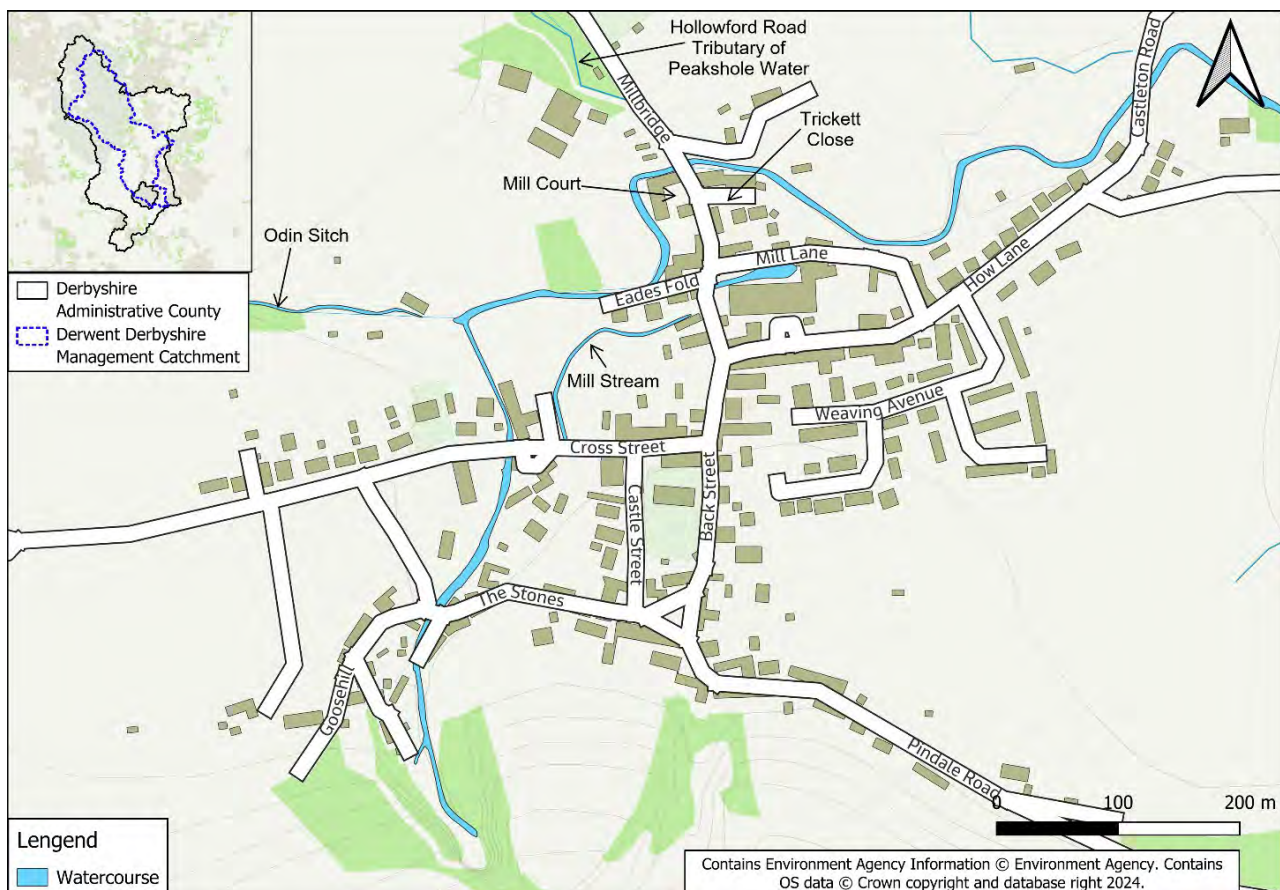 Hollowford Road
Tributary of
Peakshole Water
Castleton Road
Millbridge
Trickett
Close
Mill Court
Odin Sitch
Mill Lane
How Lane
Eades Fold
Derbyshire
Administrative County
Derwent Derbyshire
Management Catchment
Mill Stream
Weaving Avenue
Cross Street
Back Street
Castle Street
The Stones
Goosehill
Pindale Road
0 100 200 m
Lengend
Watercourse
Contains Environment Agency Information © Environment Agency. Contains
OS data © Crown copyright and database right 2024.